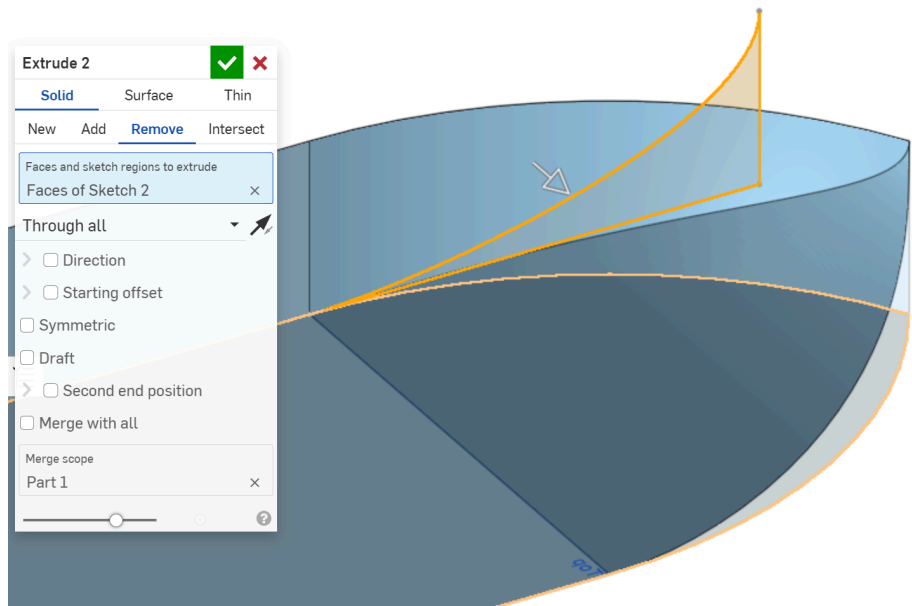 Extrude 2
Solid Surface Thin
New Add Remove Intersect
Faces and sketch regions to extrude
Faces of Sketch 2
Through all
Direction
Starting offset
Symmetric
Draft
Second end position
Merge with all
Merge scope
Part 1
Top